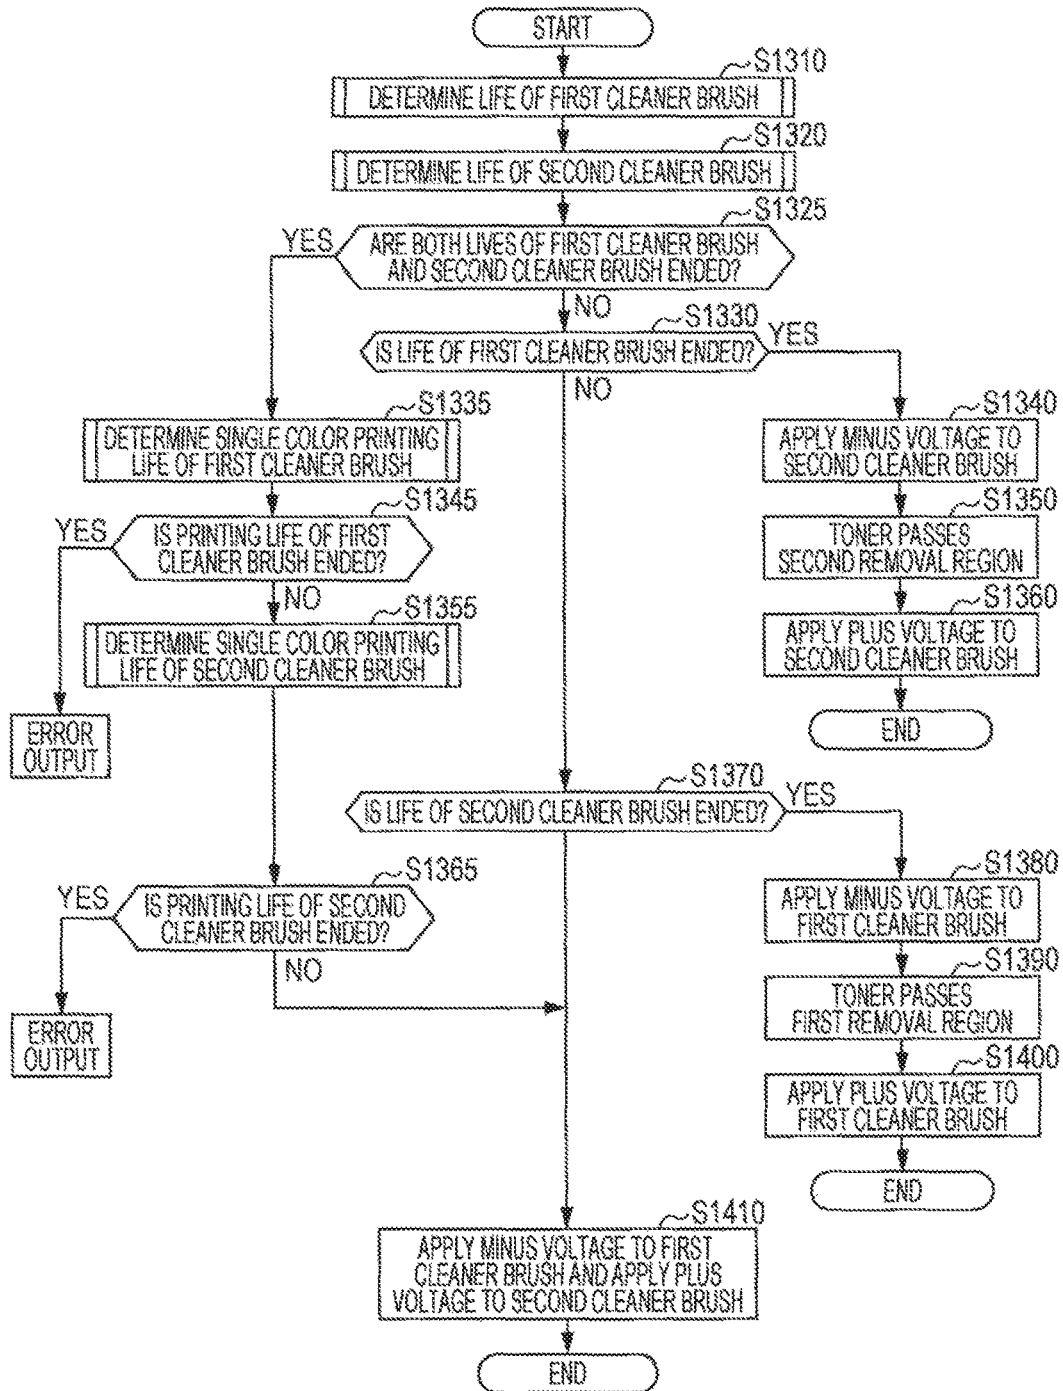 START
S1310
DETERMINE LIFE OF FIRST CLEANER BRUSH
S1320
DETERMINE LIFE OF SECOND CLEANER BRUSH
S1325
YES
ARE BOTH LIVES OF FIRST CLEANER BRUSH
AND SECOND CLEANER BRUSH ENDED?
NO
S1330
YES
IS LIFE OF FIRST CLEANER BRUSH ENDED?
NO
S1335
DETERMINE SINGLE COLOR PRINTING
LIFE OF FIRST CLEANER BRUSH
S1340
APPLY MINUS VOLTAGE TO
SECOND CLEANER BRUSH
S1345
YES
IS PRINTING LIFE OF FIRST
CLEANER BRUSH ENDED?
NO
S1350
TONER PASSES
SECOND REMOVAL REGION
S1355
DETERMINE SINGLE COLOR PRINTING
LIFE OF SECOND CLEANER BRUSH
S1360
APPLY PLUS VOLTAGE TO
SECOND CLEANER BRUSH
ERROR
OUTPUT
END
S1370
YES
IS LIFE OF SECOND CLEANER BRUSH ENDED?
NO
S1365
YES
IS PRINTING LIFE OF SECOND
CLEANER BRUSH ENDED?
S1380
APPLY MINUS VOLTAGE TO
FIRST CLEANER BRUSH
S1390
TONER PASSES
FIRST REMOVAL REGION
ERROR
OUTPUT
S1400
APPLY PLUS VOLTAGE TO
FIRST CLEANER BRUSH
END
S1410
APPLY MINUS VOLTAGE TO FIRST
CLEANER BRUSH AND APPLY PLUS
VOLTAGE TO SECOND CLEANER BRUSH
END